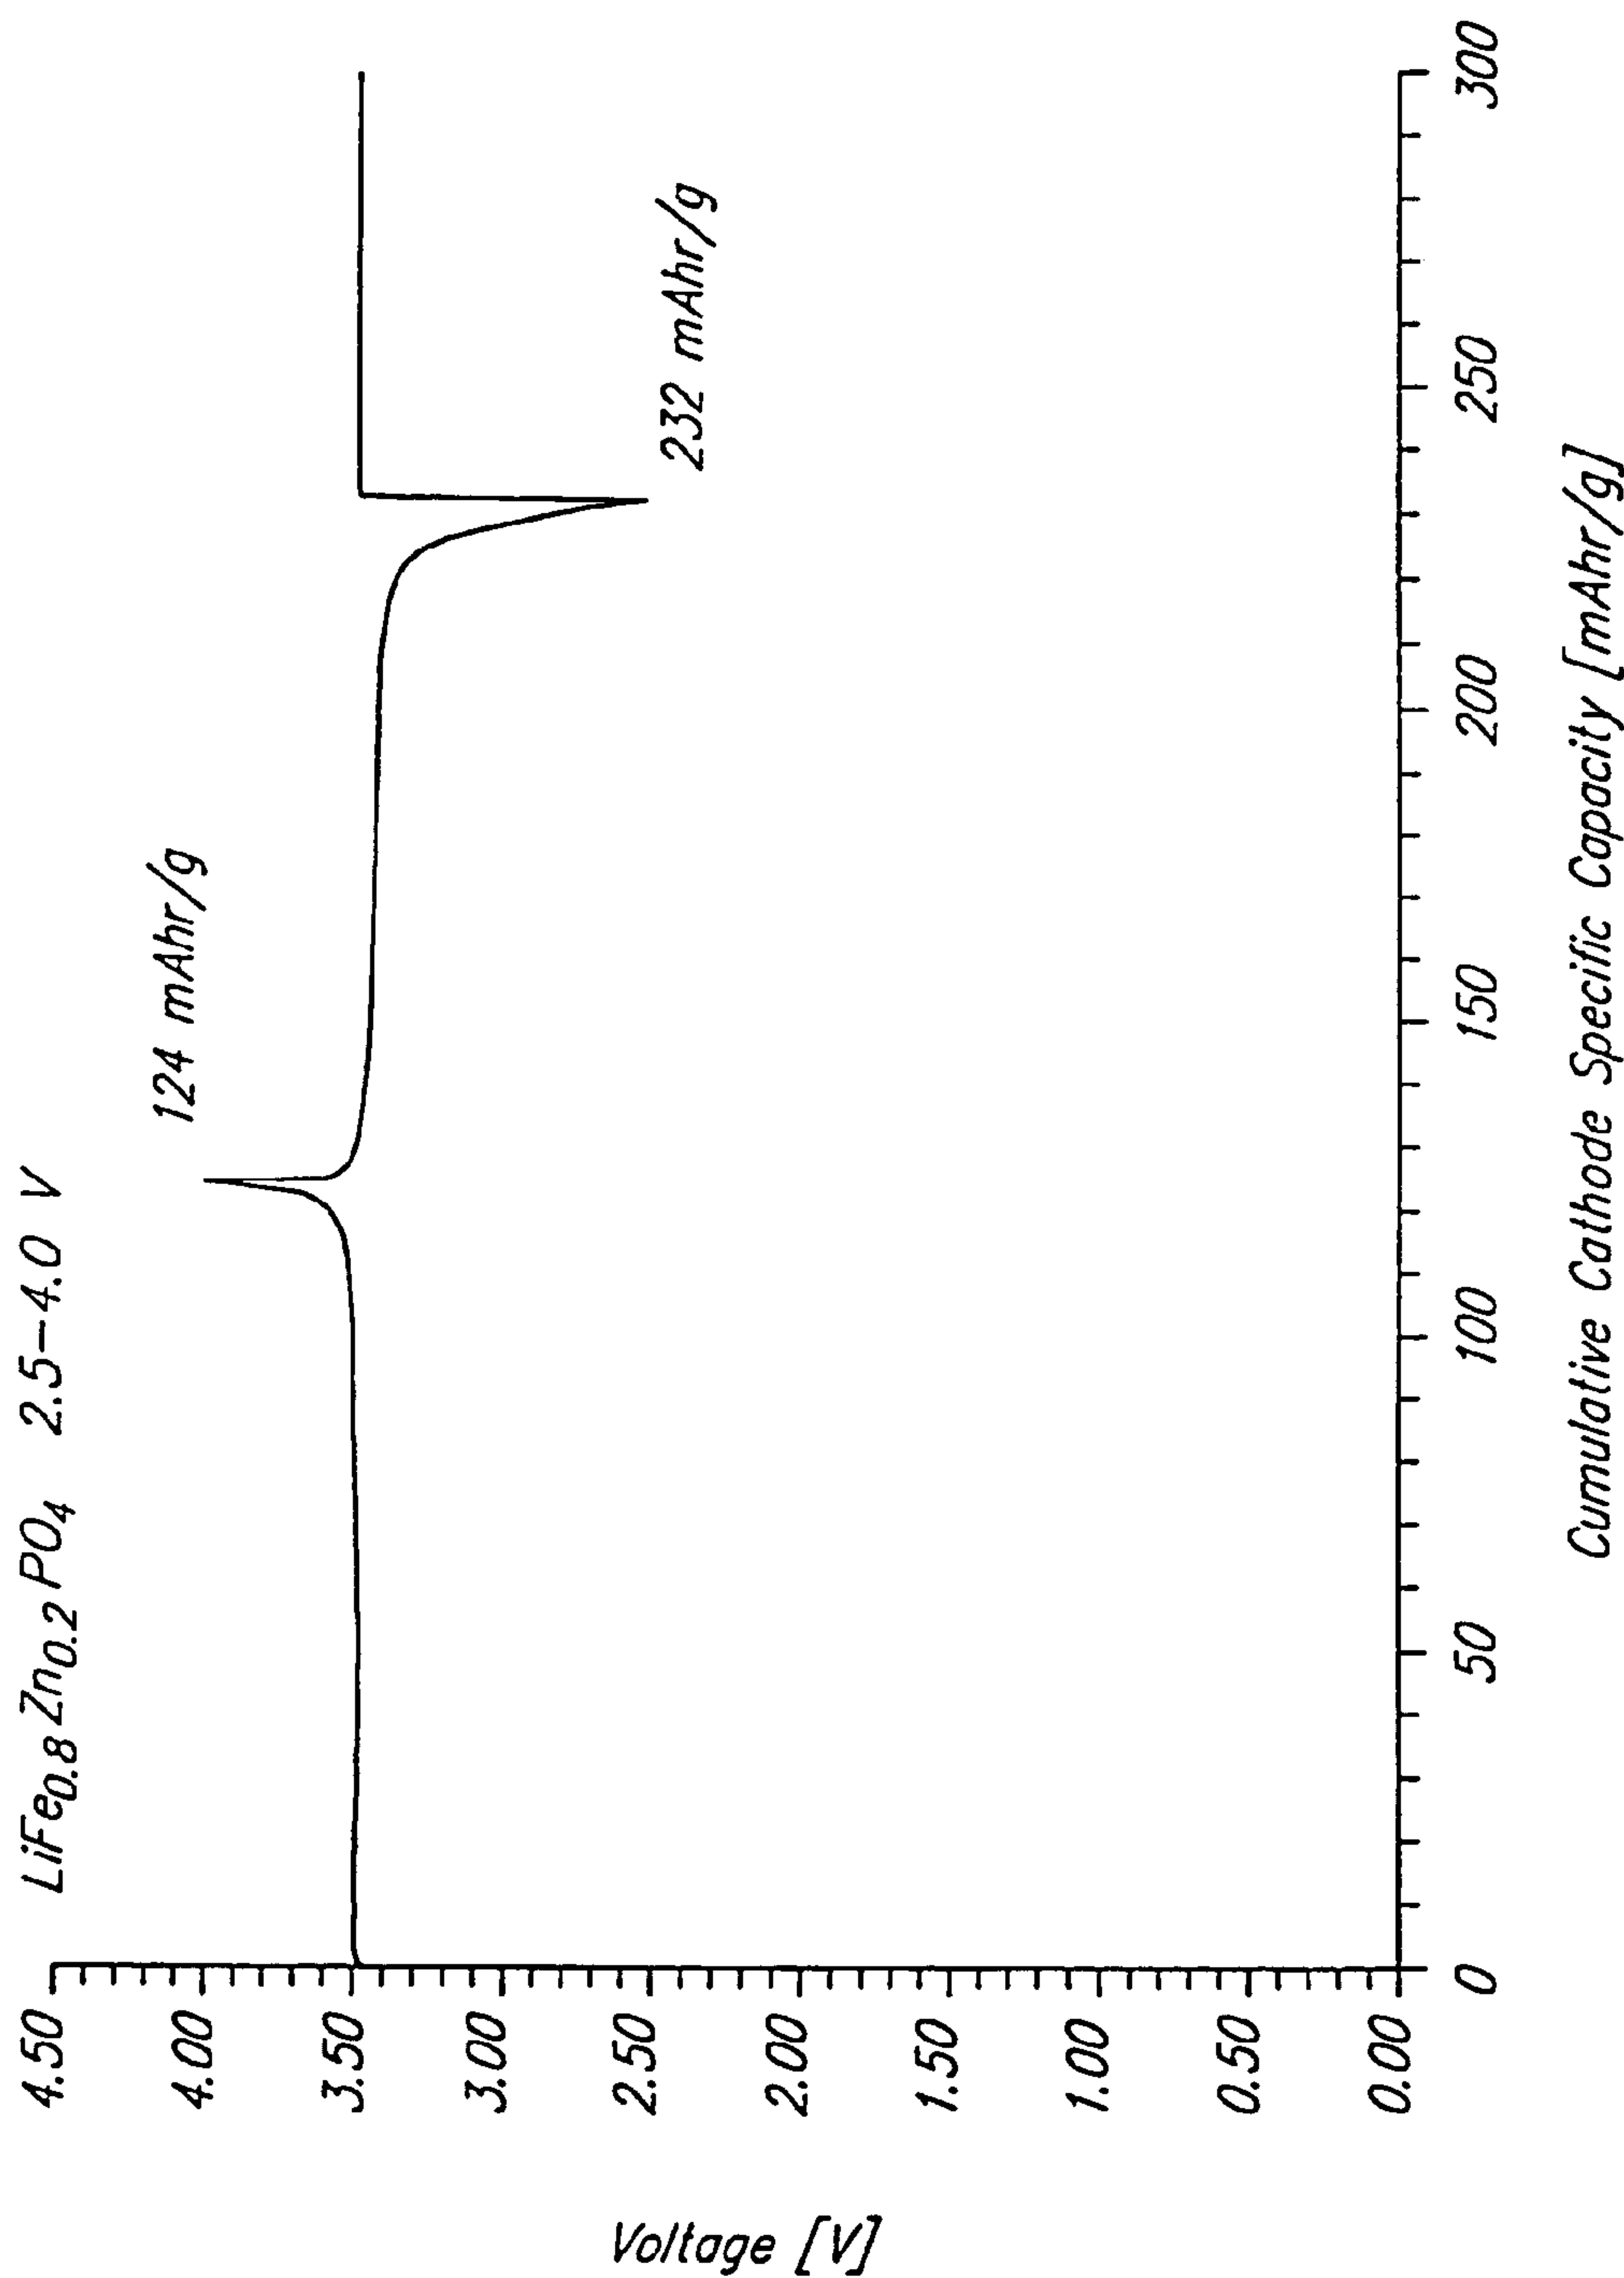 LiFe0.8Zn0.2PO4 2.5-4.0 V
4.50
4.00
3.50
3.00
2.50
2.00
1.50
1.00
0.50
0.00
Voltage [V]
124 mAhr/g
232 mAhr/g
0 50 100 150 200 250 300
Cumulative Cathode Specific Capacity [mAhr/g]